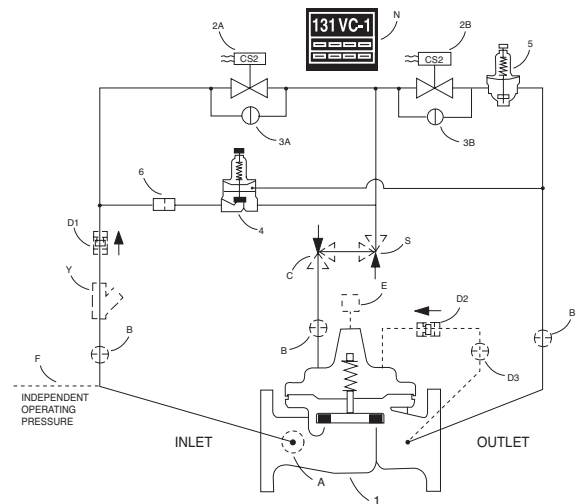 2A
131 VC-1
N
2B
5
CS2
CS2
3A
3B
6
4
D1
S
C
E
Y
D2
B
B
B
D3
F
INDEPENDENT
OPERATING
PRESSURE
INLET
OUTLET
A
1